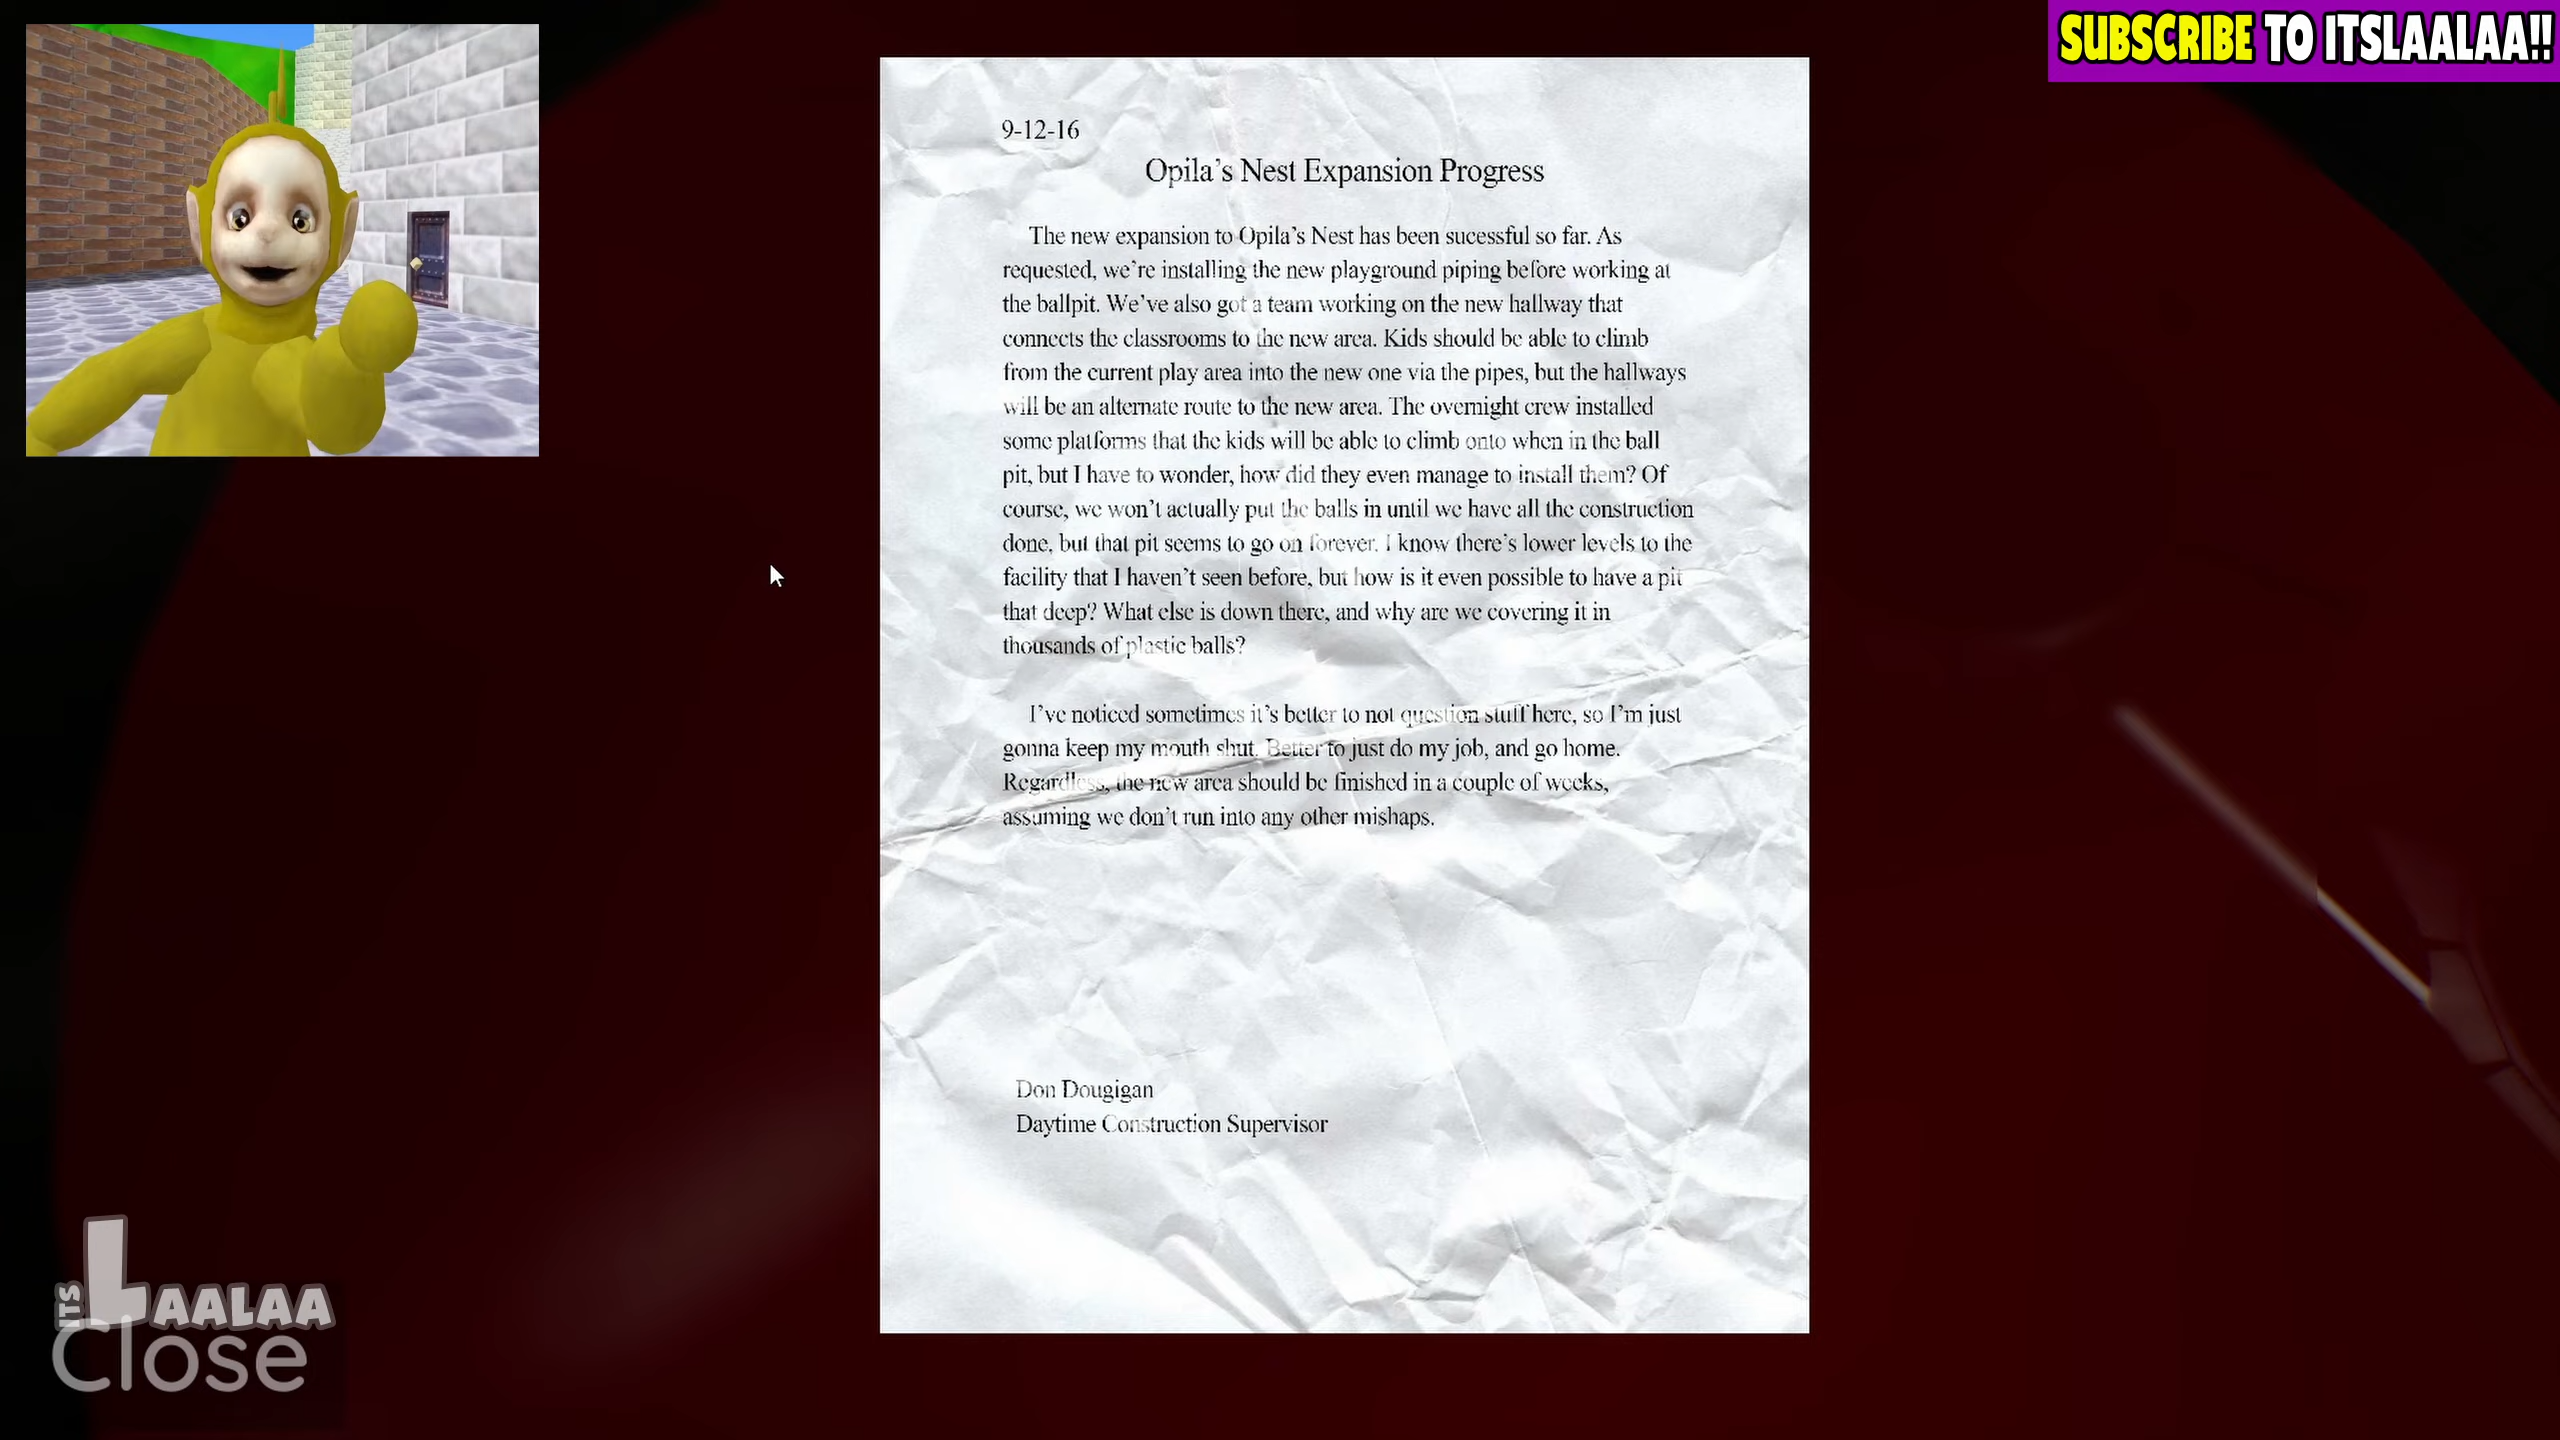 SUBSCRIBE TO ITSLAALAA!!
9-12-16
Opila's Nest Expansion Progress
The new expansion to Opila's Nest has been sucessful so far. As
requested, we're installing the new playground piping before working at
the ballpit. We've also got a team working on the new hallway that
connects the classrooms to the new area. Kids should be able to climb
from the current play area into the new one via the pipes, but the hallways
will be an alternate route to the new area. The overnight crew installed
some platforms that the kids will be able to climb onto when in the ball
pit, but I have to wonder, how did they even manage to install them? Of
course, we won't actually put the balls in until we have all the construction
done, but that pit seems to go on forever. I know there's lower levels to the
facility that I haven't seen before, but how is it even possible to have a pit
that deep? What else is down there, and why are we covering it in
thousands of plastic balls?
I've noticed sometimes it's better to not question stuff here, so I'm just
gonna keep my mouth shut. Better to just do my job, and go home.
Regardless, the new area should be finished in a couple of weeks,
assuming we don't run into any other mishaps.
Don Dougigan
Daytime Construction Supervisor
ITS LAALAA
Close